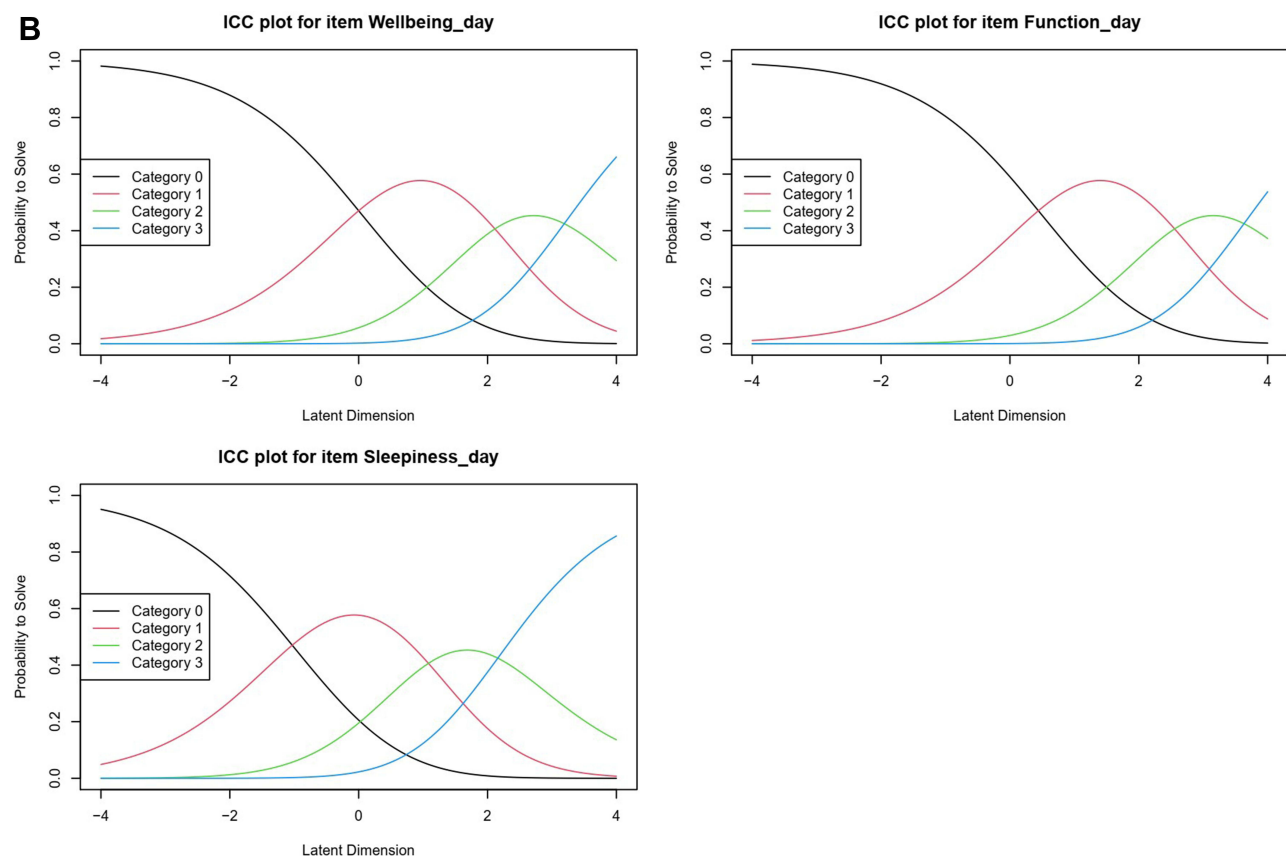 B
ICC plot for item Wellbeing_day
Probability to Solve
1.0
0.8
0.6
0.4
0.2
0.0
Category 0
Category 1
Category 2
Category 3
−4
−2
0
2
4
Latent Dimension
ICC plot for item Function_day
Probability to Solve
1.0
0.8
0.6
0.4
0.2
0.0
Category 0
Category 1
Category 2
Category 3
−4
−2
0
2
4
Latent Dimension
ICC plot for item Sleepiness_day
Probability to Solve
1.0
0.8
0.6
0.4
0.2
0.0
Category 0
Category 1
Category 2
Category 3
−4
−2
0
2
4
Latent Dimension